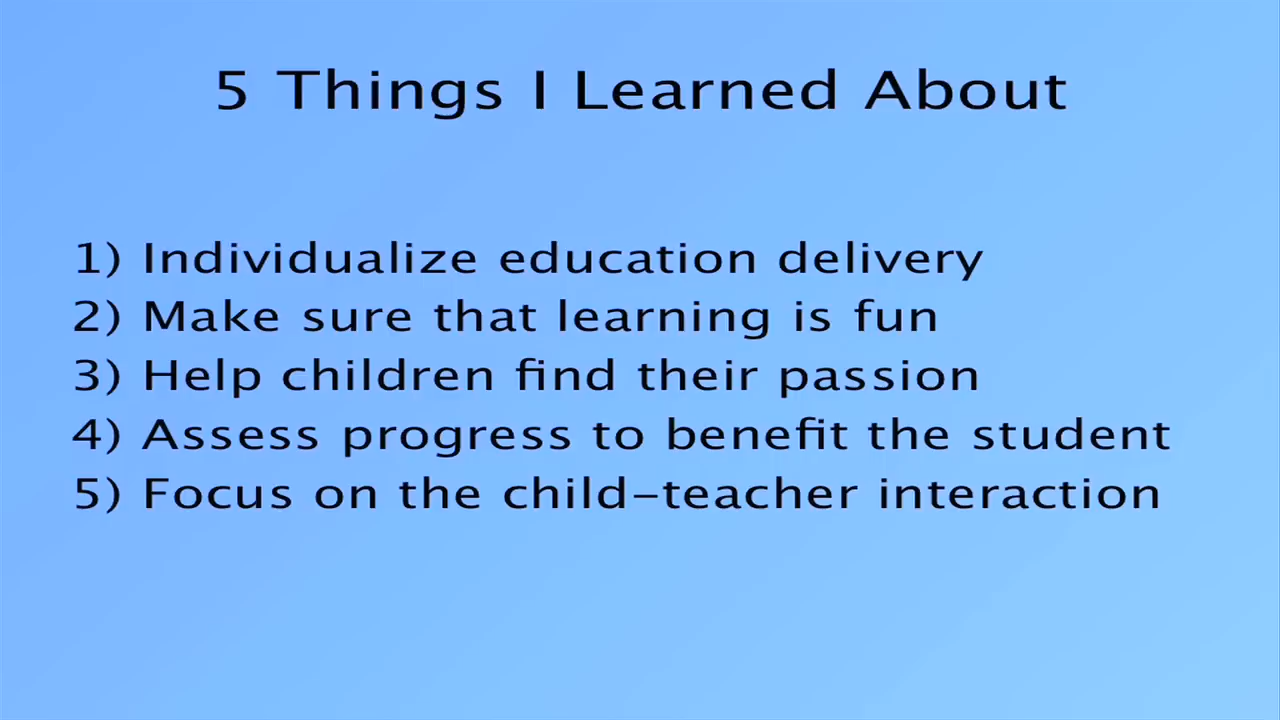 5 Things I Learned About
1) Individualize education delivery
2) Make sure that learning is fun
3) Help children find their passion
4) Assess progress to benefit the student
5) Focus on the child–teacher interaction